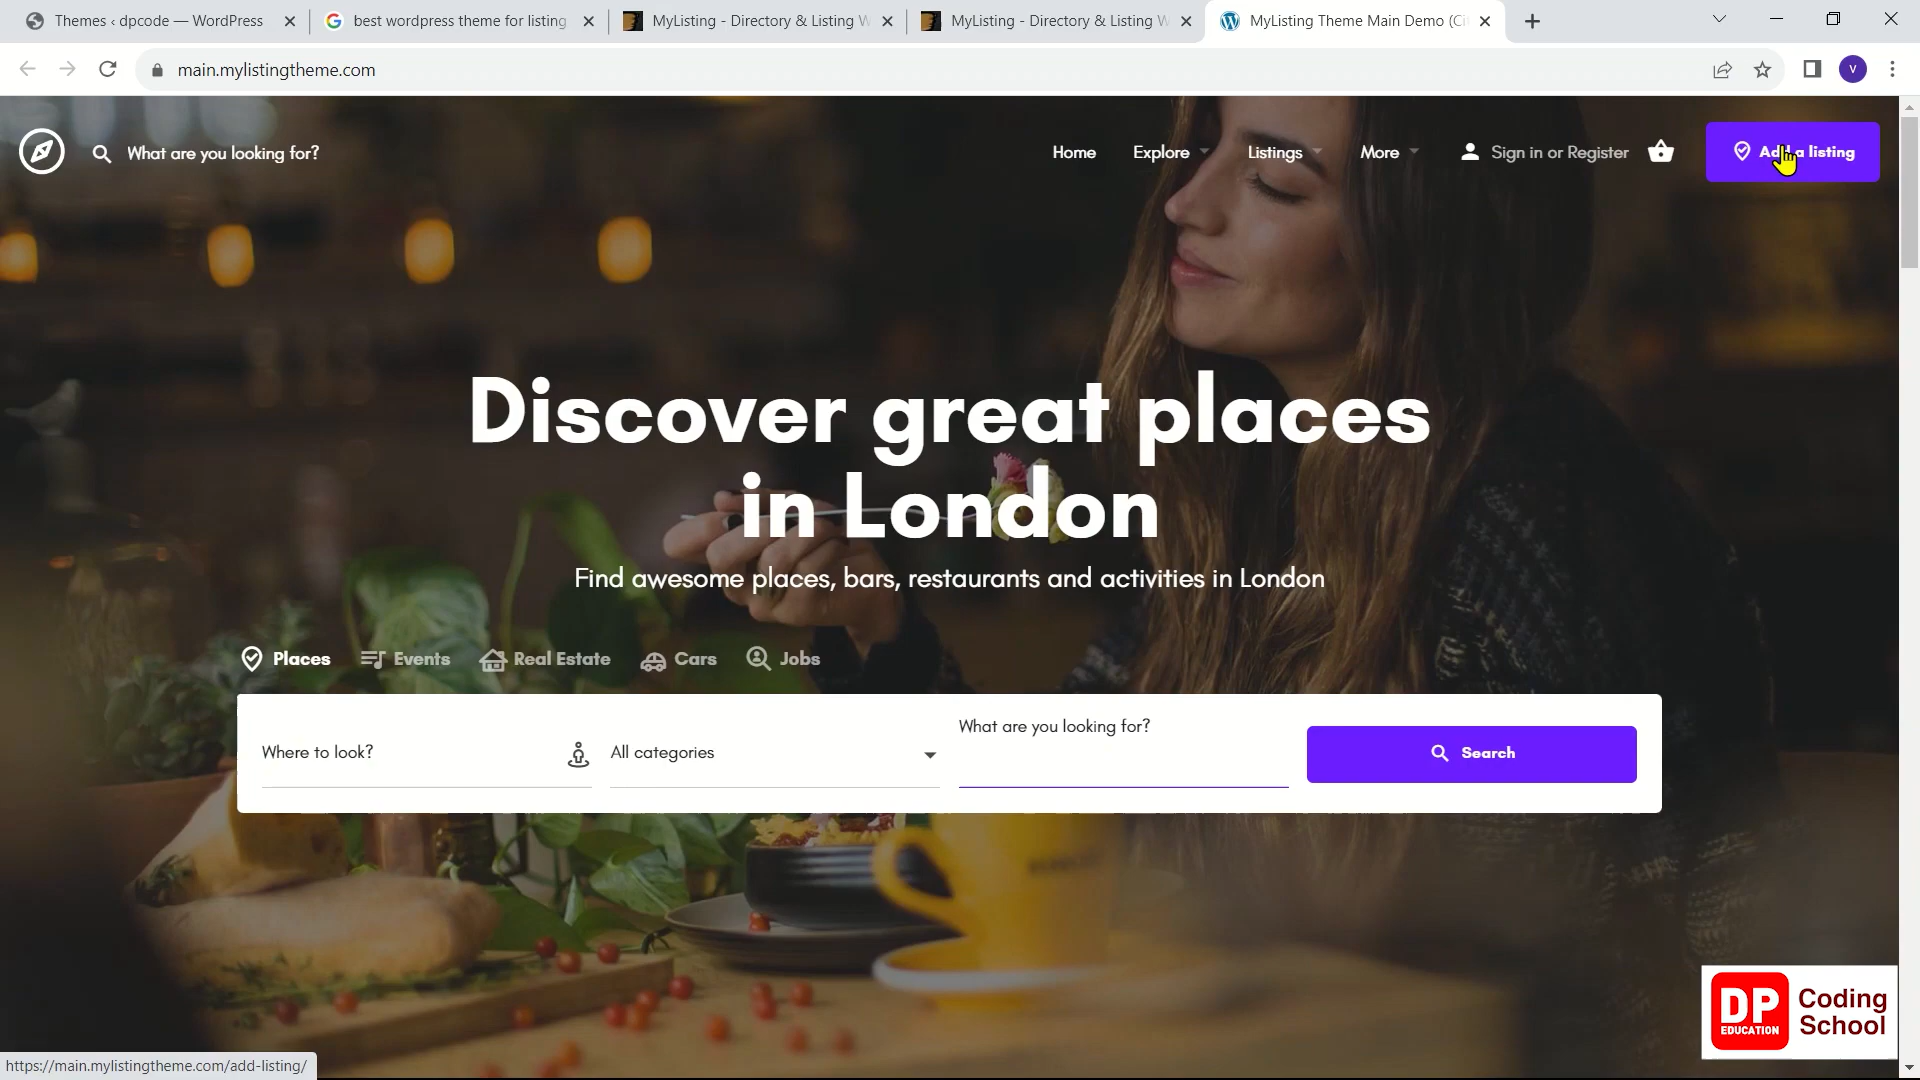 Themes ‹ dpcode — WordPress
best wordpress theme for listing
MyListing - Directory & Listing W
MyListing - Directory & Listing W
MyListing Theme Main Demo (Ci
main.mylistingtheme.com
V
What are you looking for?
Home
Explore
Listings
More
Sign in or Register
Add a listing
Discover great places
in London
Find awesome places, bars, restaurants and activities in London
Places
Events
Real Estate
Cars
Jobs
Where to look?
All categories
What are you looking for?
Search
DP
EDUCATION
Coding
School
https://main.mylistingtheme.com/add-listing/